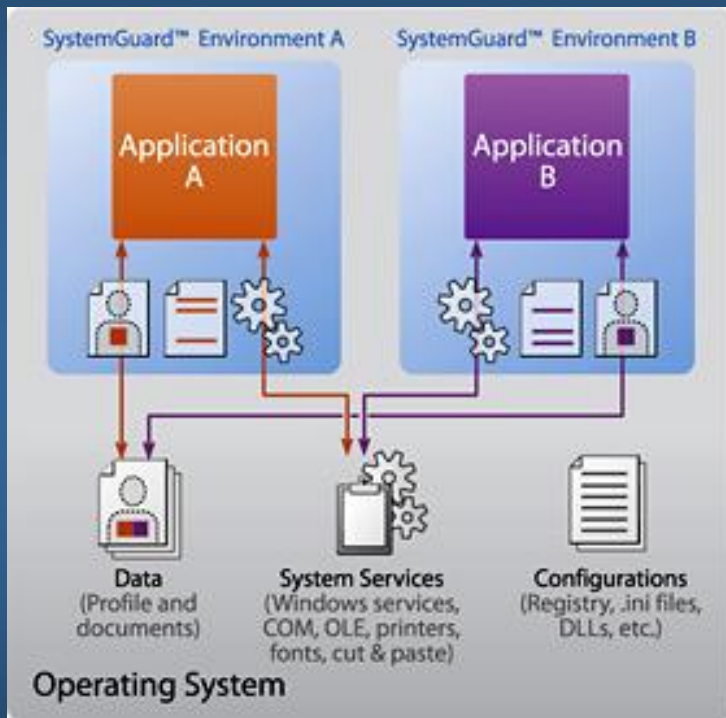 SystemGuard™ Environment A
SystemGuard™ Environment B
Application
A
Application
B
Data
(Profile and
documents)
System Services
(Windows services,
COM, OLE, printers,
fonts, cut & paste)
Configurations
(Registry, .ini files,
DLLs, etc.)
Operating System